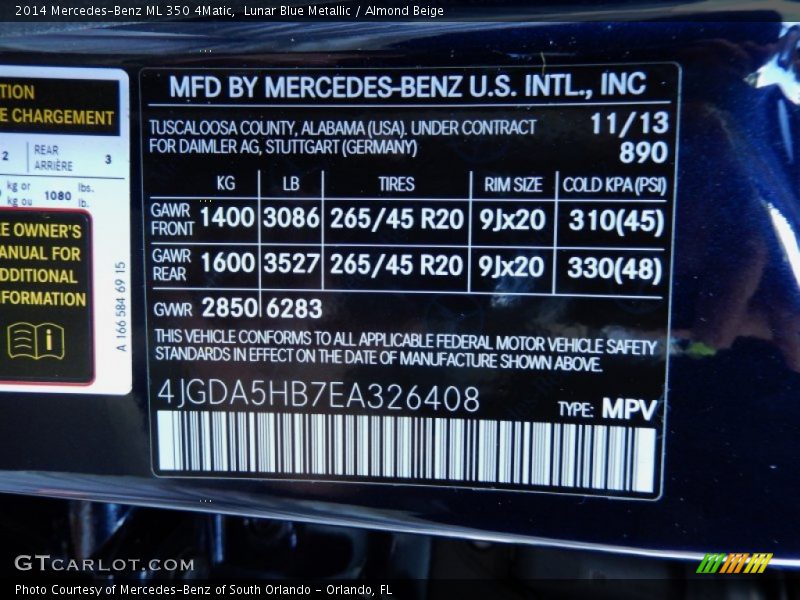 2014 Mercedes-Benz ML 350 4Matic, Lunar Blue Metallic / Almond Beige
TION
E CHARGEMENT
2 REAR ARRIÈRE 3
kg or kg ou 1080 lbs. lb.
E OWNER'S
ANUAL FOR
DDITIONAL
FORMATION
A 166 584 69 15
MFD BY MERCEDES-BENZ U.S. INTL., INC
TUSCALOOSA COUNTY, ALABAMA (USA). UNDER CONTRACT 11/13
FOR DAIMLER AG, STUTTGART (GERMANY) 890
KG LB TIRES RIM SIZE COLD KPA(PSI)
GAWR FRONT 1400 3086 265/45 R20 9Jx20 310(45)
GAWR REAR 1600 3527 265/45 R20 9Jx20 330(48)
GVWR 2850 6283
THIS VEHICLE CONFORMS TO ALL APPLICABLE FEDERAL MOTOR VEHICLE SAFETY
STANDARDS IN EFFECT ON THE DATE OF MANUFACTURE SHOWN ABOVE.
4JGDA5HB7EA326408 TYPE: MPV
GTCARLOT.COM
Photo Courtesy of Mercedes-Benz of South Orlando - Orlando, FL